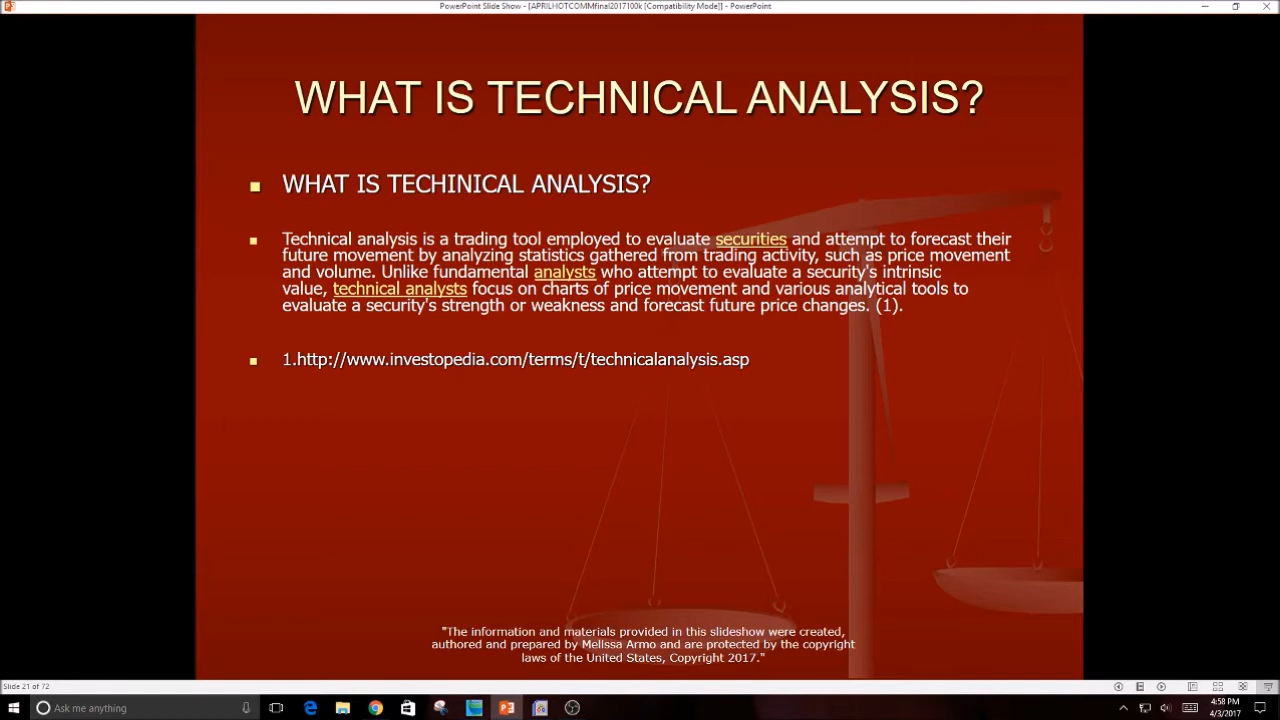 PowerPoint Slide Show - [APRILHOTCOMMfinal2017100k [Compatibility Mode]] - PowerPoint
WHAT IS TECHNICAL ANALYSIS?
WHAT IS TECHINICAL ANALYSIS?
Technical analysis is a trading tool employed to evaluate securities and attempt to forecast their
future movement by analyzing statistics gathered from trading activity, such as price movement
and volume. Unlike fundamental analysts who attempt to evaluate a security's intrinsic
value, technical analysts focus on charts of price movement and various analytical tools to
evaluate a security's strength or weakness and forecast future price changes. (1).
1.http://www.investopedia.com/terms/t/technicalanalysis.asp
"The information and materials provided in this slideshow were created,
authored and prepared by Melissa Armo and are protected by the copyright
laws of the United States, Copyright 2017."
Slide 21 of 72
Ask me anything
4:58 PM
4/3/2017